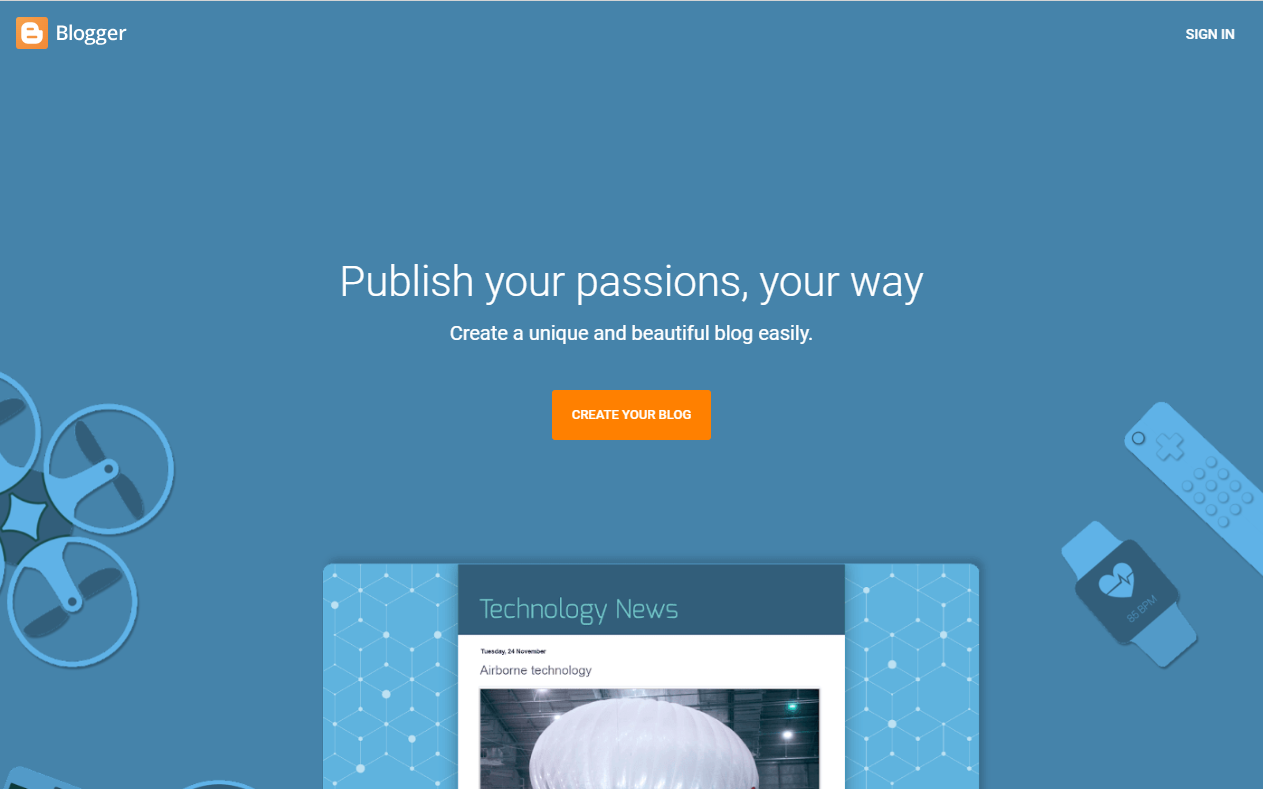 Blogger
SIGN IN
Publish your passions, your way
Create a unique and beautiful blog easily.
CREATE YOUR BLOG
Technology News
Tuesday, 24 November
Airborne technology
85 BPM